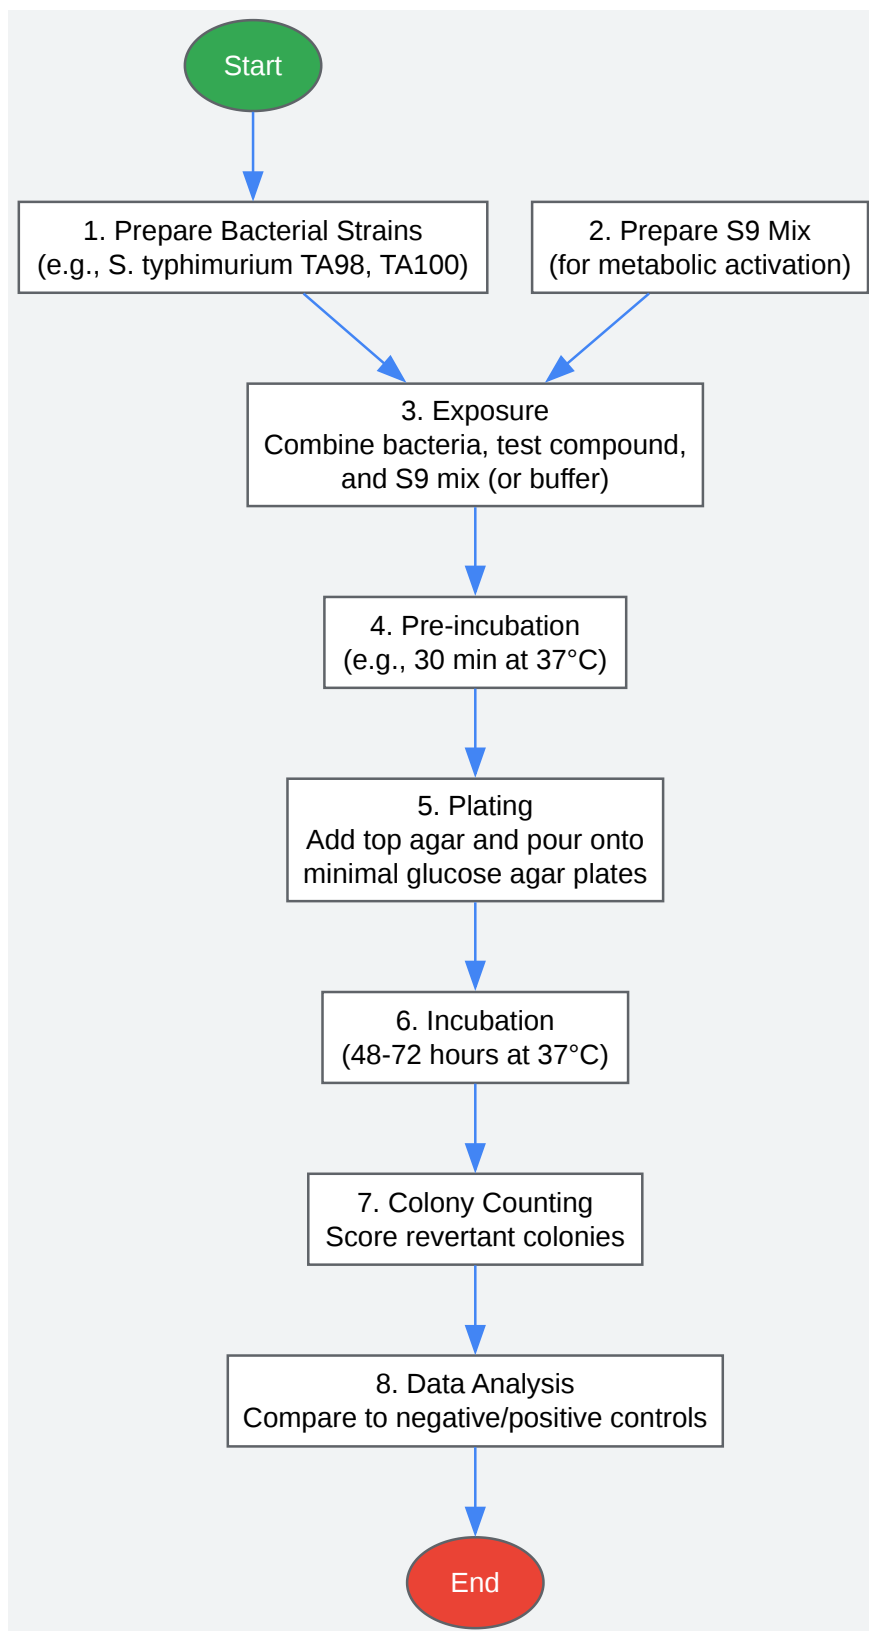 Start
1. Prepare Bacterial Strains
(e.g., S. typhimurium TA98, TA100)
2. Prepare S9 Mix
(for metabolic activation)
3. Exposure
Combine bacteria, test compound,
and S9 mix (or buffer)
4. Pre-incubation
(e.g., 30 min at 37°C)
5. Plating
Add top agar and pour onto
minimal glucose agar plates
6. Incubation
(48-72 hours at 37°C)
7. Colony Counting
Score revertant colonies
8. Data Analysis
Compare to negative/positive controls
End